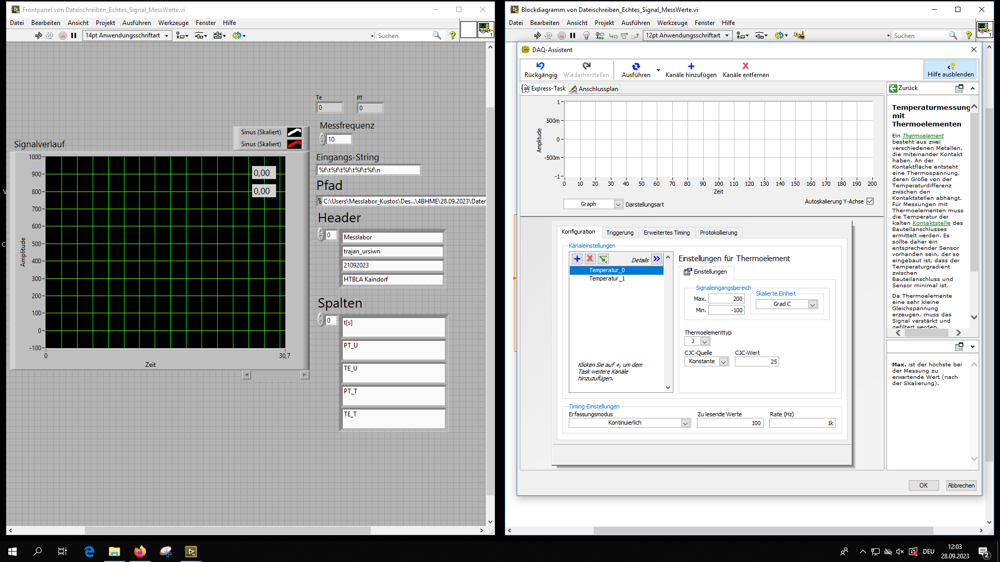 Frontpanel von Dateischreiben_Echtes_Signal_MessWerte.vi
Datei Bearbeiten Ansicht Projekt Ausführen Werkzeuge Fenster Hilfe
14pt Anwendungsschriftart
Suchen
1
Te
0
PT
0
Messfrequenz
10
Eingangs-String
%f\t%f\t%f\t%f\t%f\n
Pfad
C:\Users\Messlabor_Kustos\Des...\4BHME\28.09.2023\Dater
Header
0
Messlabor
trajan_ursiwn
21092023
HTBLA Kaindorf
Spalten
0
t[s]
PT_U
TE_U
PT_T
TE_T
Sinus (Skaliert)
Sinus (Skaliert)
Signalverlauf
1000
900
800
700
600
500
400
300
200
100
0
-100
Amplitude
0,00
0,00
0
30,7
Zeit
Blockdiagramm von Dateischreiben_Echtes_Signal_MessWerte.vi
Datei Bearbeiten Ansicht Projekt Ausführen Werkzeuge Fenster Hilfe
12pt Anwendungsschriftart
Suchen
1
DAQ-Assistent
Rückgängig Wiederherstellen Ausführen Kanäle hinzufügen Kanäle entfernen
Hilfe ausblenden
Express-Task Anschlussplan
1
500m
0
-500m
-1
Amplitude
0 10 20 30 40 50 60 70 80 90 100 110 120 130 140 150 160 170 180 190 200
Zeit
Graph Darstellungsart
Autoskalierung Y-Achse
Konfiguration Triggerung Erweitertes Timing Protokollierung
Kanaleinstellungen
Details
Temperatur_0
Temperatur_1
Klicken Sie auf +, um dem
Task weitere Kanäle
hinzuzufügen.
Einstellungen für Thermoelement
Einstellungen
Signaleingangsbereich
Max. 200
Min. -100
Skalierte Einheit
Grad C
Thermoelementtyp
J
CJC-Quelle CJC-Wert
Konstante 25
Timing-Einstellungen
Erfassungsmodus Zu lesende Werte Rate (Hz)
Kontinuierlich 100 1k
Zurück
Temperaturmessung
mit
Thermoelementen
Ein Thermoelement
besteht aus zwei
verschiedenen Metallen,
die miteinander Kontakt
haben. An der
Kontaktfläche entsteht
eine Thermospannung,
deren Größe von der
Temperaturdifferenz
zwischen den
Kontaktstellen abhängt.
Für Messungen mit
Thermoelementen muss
die Temperatur der
kalten Kontaktstelle des
Bauteilanschlusses
ermittelt werden. Es
sollte daher ein
entsprechender Sensor
vorhanden sein, der so
eingebaut ist, dass der
Temperaturgradient
zwischen
Bauteilanschluss und
Sensor minimal ist.
Da Thermoelemente
eine sehr kleine
Gleichspannung
erzeugen, muss das
Signal verstärkt und
gefiltert werden.
Max. ist der höchste bei
der Messung zu
erwartende Wert (nach
der Skalierung).
OK Abbrechen
DEU
12:03
28.09.2023
2